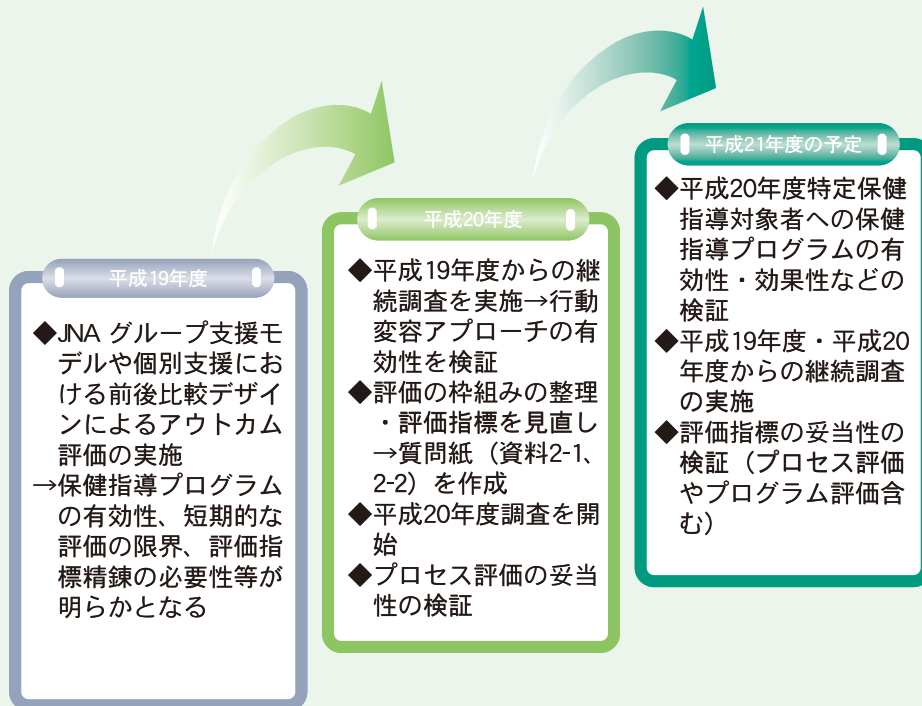 平成19年度
◆JNA グループ支援モ
デルや個別支援にお
ける前後比較デザイ
ンによるアウトカム
評価の実施
→保健指導プログラム
の有効性、短期的な
評価の限界、評価指
標精錬の必要性等が
明らかとなる
平成20年度
◆平成19年度からの継
続調査を実施→行動
変容アプローチの有
効性を検証
◆評価の枠組みの整理
・評価指標を見直し
→質問紙（資料2-1、
2-2）を作成
◆平成20年度調査を開
始
◆プロセス評価の妥当
性の検証
平成21年度の予定
◆平成20年度特定保健
指導対象者への保健
指導プログラムの有
効性・効果性などの
検証
◆平成19年度・平成20
年度からの継続調査
の実施
◆評価指標の妥当性の
検証（プロセス評価
やプログラム評価含
む）